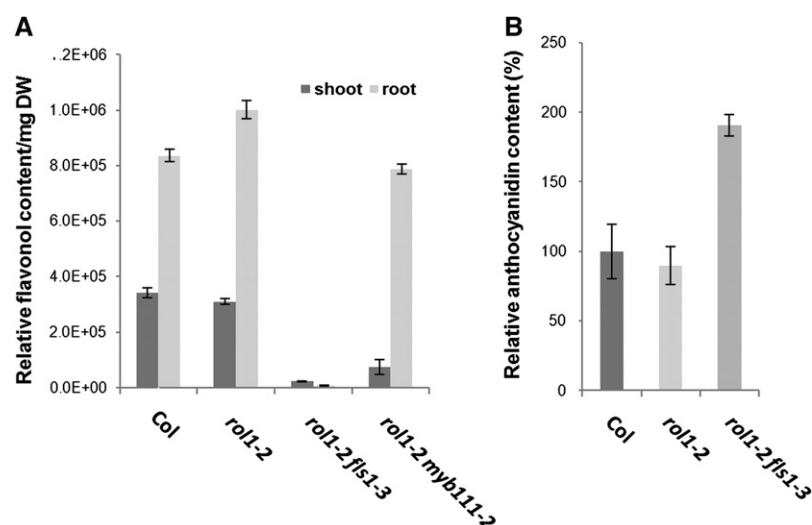 A
Relative flavonol content/mg DW
.2E+06
1.0E+06
8.0E+05
6.0E+05
4.0E+05
2.0E+05
0.0E+00
shoot root
Col
rol1-2
rol1-2 fls1-3
rol1-2 myb111-2
B
Relative anthocyanidin content (%)
250
200
150
100
50
0
Col
rol1-2
rol1-2 fls1-3